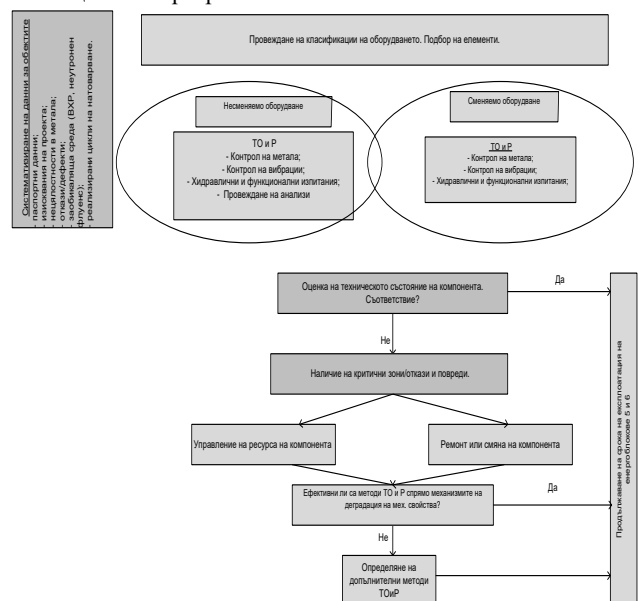 Систематизиране на данни за обектите
- паспортни данни;
- изисквания на проекта;
- нецялостности в метала;
- откази/дефекти;
- заобикаляща среда (ВХР, неутронен
флуенс);
- реализирани цикли на натоварване.
Провеждане на класификации на оборудването. Подбор на елементи.
Несменяемо оборудване
ТО и Р
- Контрол на метала;
- Контрол на вибрации;
- Хидравлични и функционални изпитания;
- Провеждане на анализи
Сменяемо оборудване
ТО и Р
- Контрол на метала;
- Контрол на вибрации;
- Хидравлични и функционални изпитания;
Оценка на техническото състояние на компонента.
Съответствие?
Да
Не
Наличие на критични зони/откази и повреди.
Управление на ресурса на компонента
Ремонт или смяна на компонента
Ефективни ли са методи ТО и Р спрямо механизмите на
деградация на мех. свойства?
Да
Не
Определяне на
допълнителни методи
ТОиР
Продължаване на срока на експлоатация на
енергоблокове 5 и 6